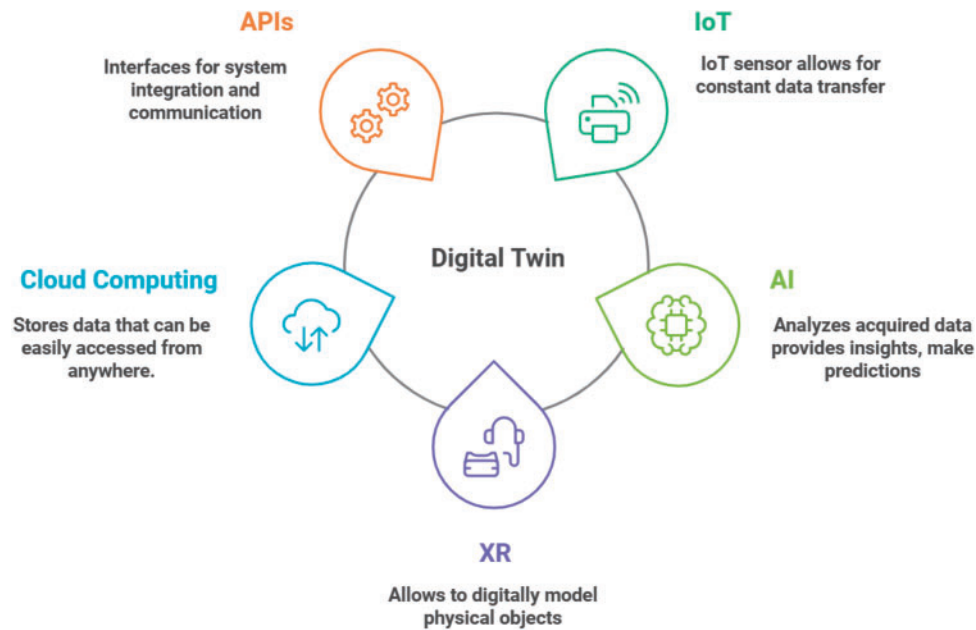 APIs
Interfaces for system
integration and
communication
IoT
IoT sensor allows for
constant data transfer
Digital Twin
Cloud Computing
Stores data that can be
easily accessed from
anywhere.
AI
Analyzes acquired data
provides insights, make
predictions
XR
Allows to digitally model
physical objects